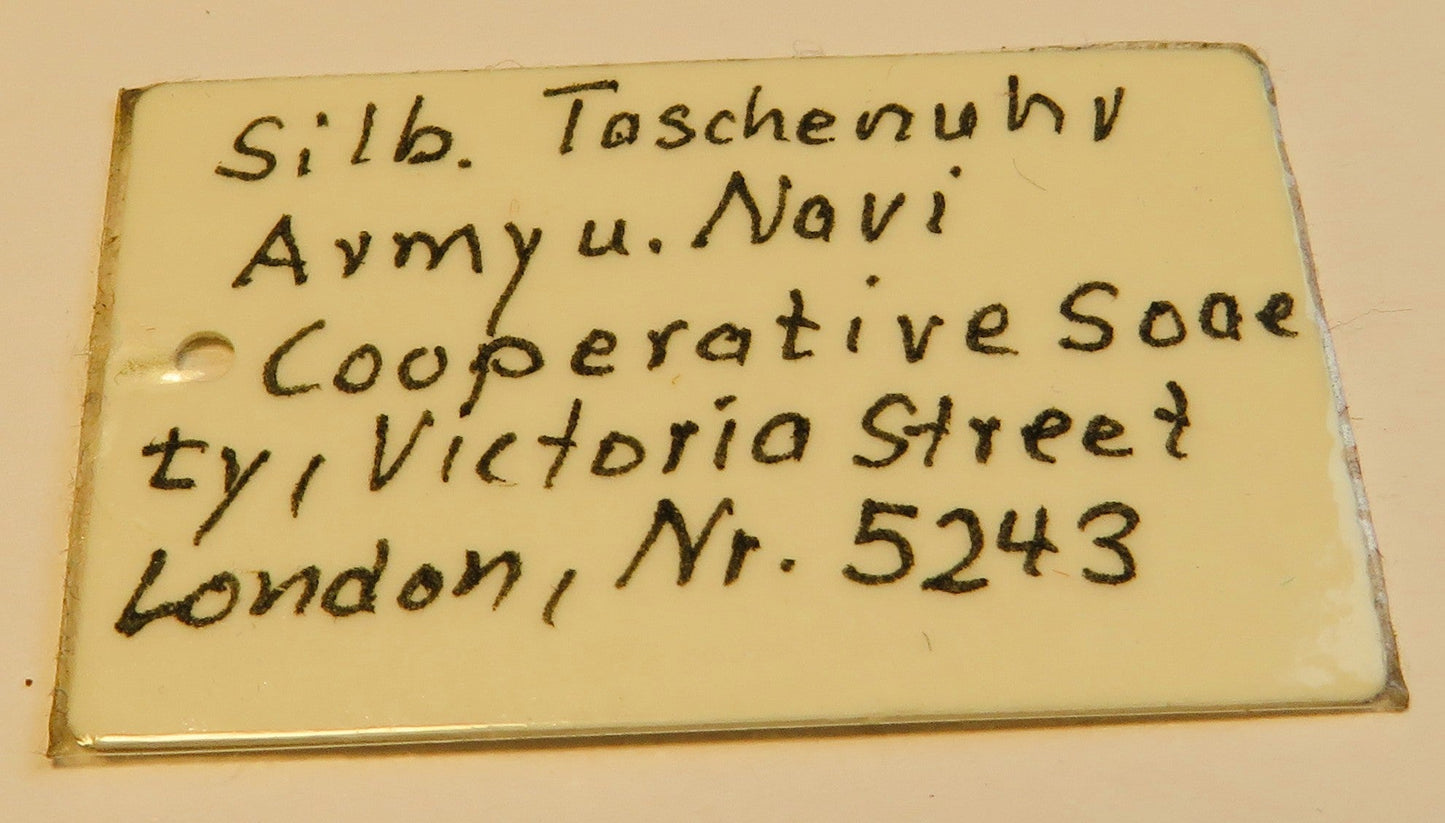 Silb. Taschenuhr
Army u. Navi
Cooperative Soae
ty, Victoria Street
London, Nr. 5243